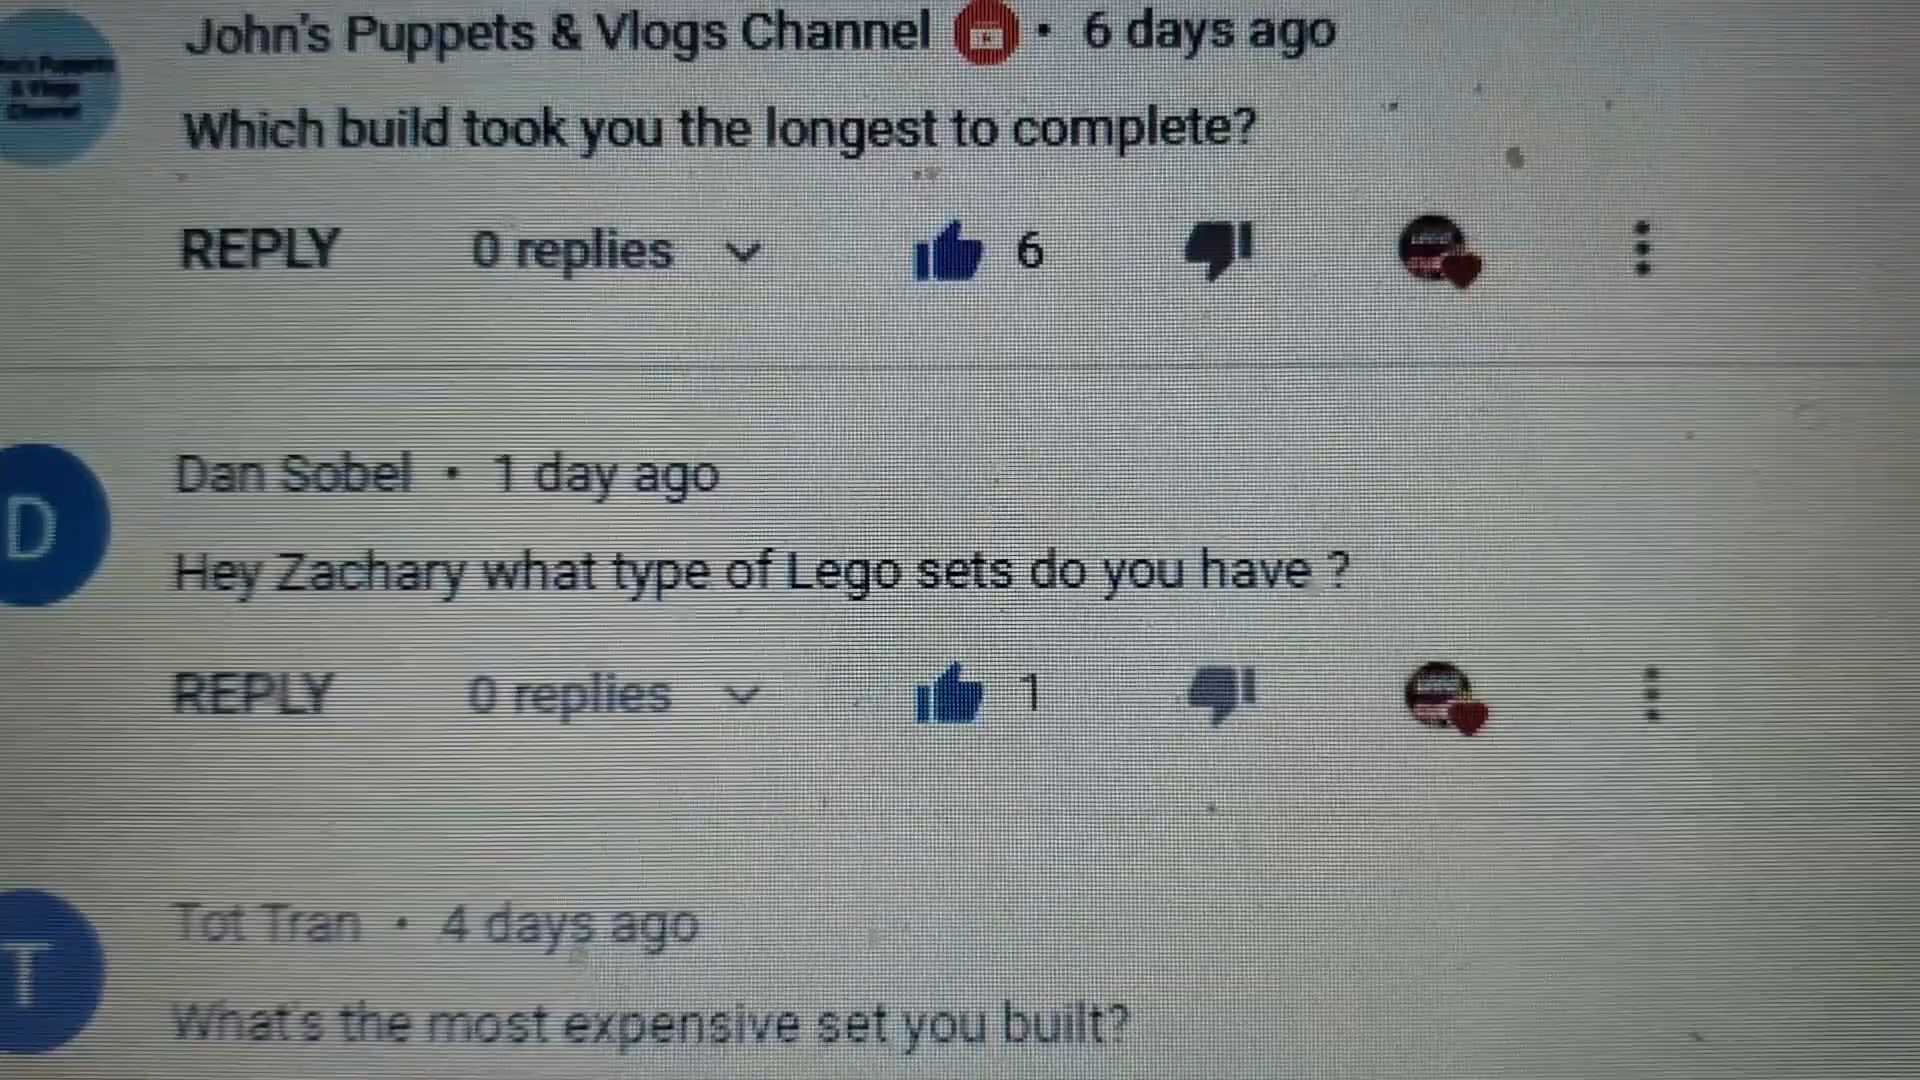 John's Puppets & Vlogs Channel • 6 days ago
Which build took you the longest to complete?
REPLY 0 replies 6
D
Dan Sobel • 1 day ago
Hey Zachary what type of Lego sets do you have ?
REPLY 0 replies 1
T
Tot Tran • 4 days ago
What's the most expensive set you built?